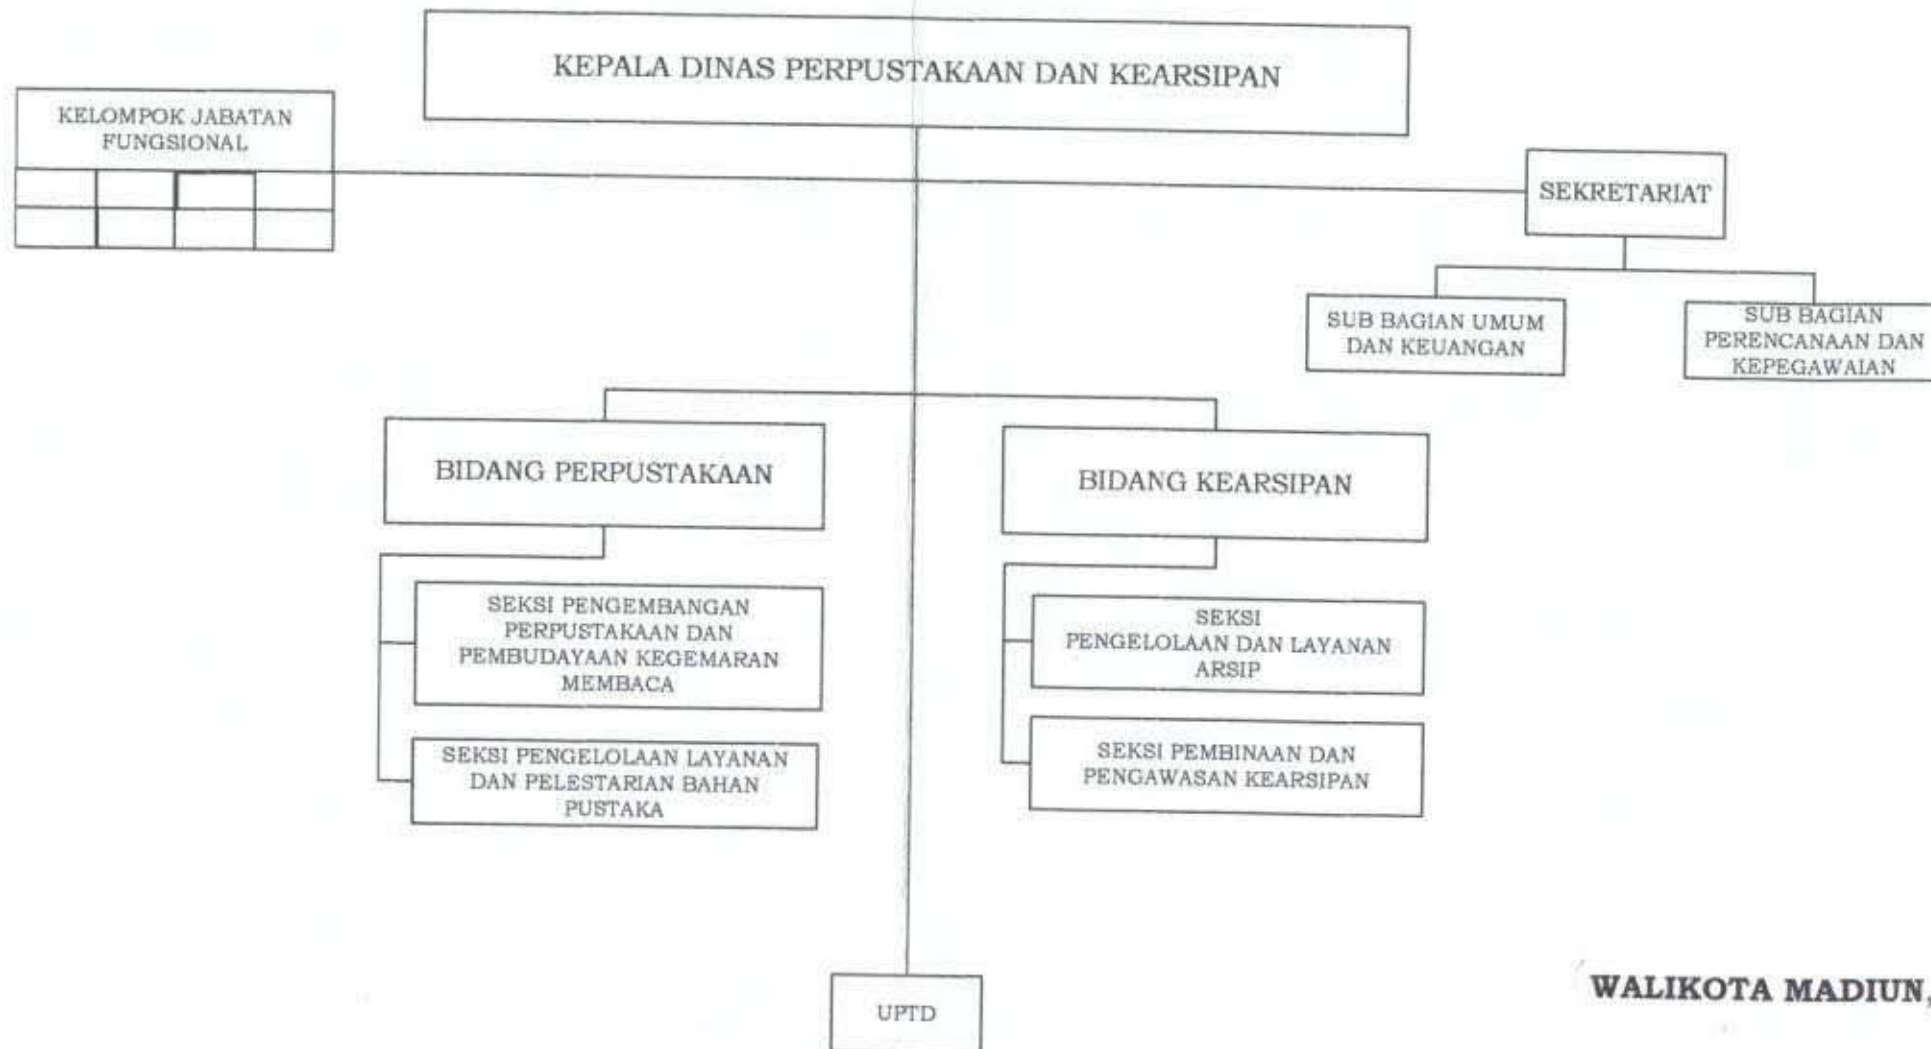 KEPALA DINAS PERPUSTAKAAN DAN KEARSIPAN
KELOMPOK JABATAN
FUNGSIONAL
SEKRETARIAT
SUB BAGIAN UMUM
DAN KEUANGAN
SUB BAGIAN
PERENCANAAN DAN
KEPEGAWAIAN
BIDANG PERPUSTAKAAN
BIDANG KEARSIPAN
SEKSI PENGEMBANGAN
PERPUSTAKAAN DAN
PEMBUDAYAAN KEGEMARAN
MEMBACA
SEKSI PENGELOLAAN LAYANAN
DAN PELESTARIAN BAHAN
PUSTAKA
SEKSI
PENGELOLAAN DAN LAYANAN
ARSIP
SEKSI PEMBINAAN DAN
PENGAWASAN KEARSIPAN
UPTD
WALIKOTA MADIUN,